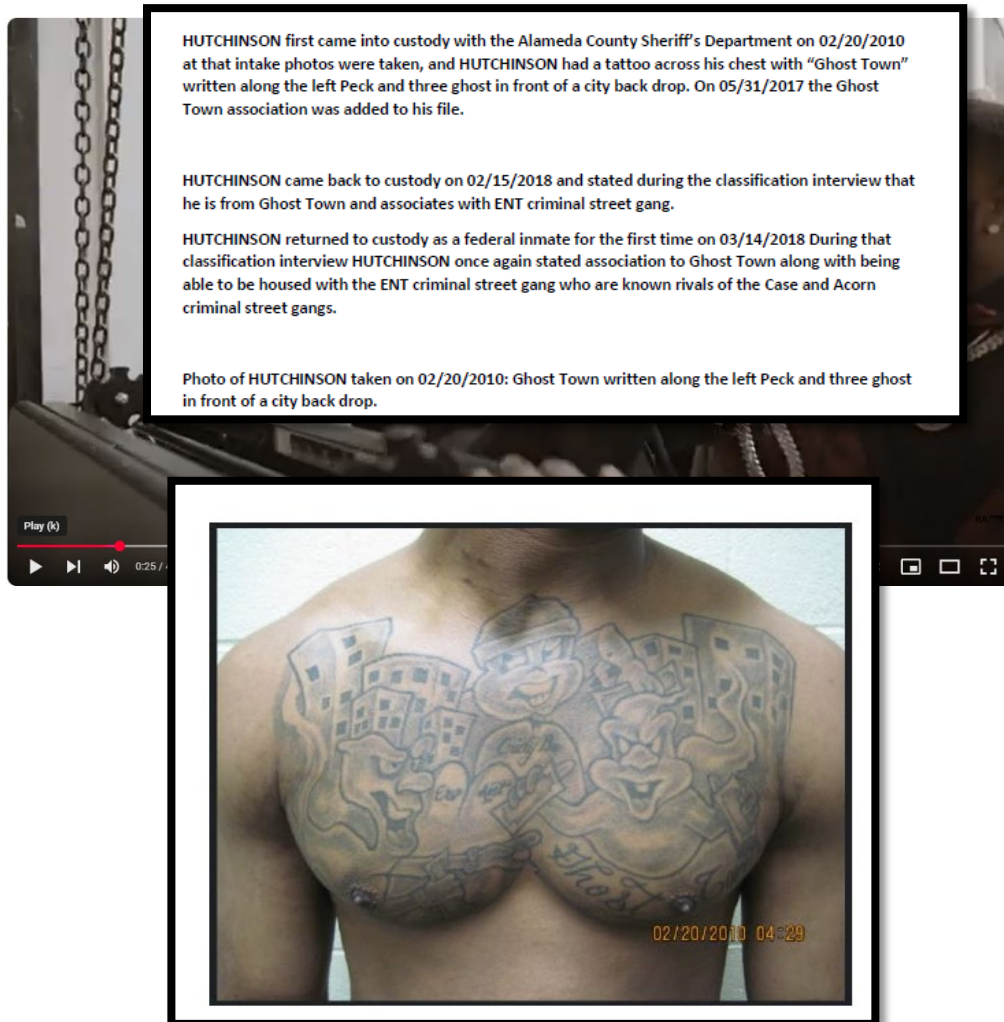 HUTCHINSON first came into custody with the Alameda County Sheriff's Department on 02/20/2010
at that intake photos were taken, and HUTCHINSON had a tattoo across his chest with “Ghost Town”
written along the left Peck and three ghost in front of a city back drop. On 05/31/2017 the Ghost
Town association was added to his file.
HUTCHINSON came back to custody on 02/15/2018 and stated during the classification interview that
he is from Ghost Town and associates with ENT criminal street gang.
HUTCHINSON returned to custody as a federal inmate for the first time on 03/14/2018 During that
classification interview HUTCHINSON once again stated association to Ghost Town along with being
able to be housed with the ENT criminal street gang who are known rivals of the Case and Acorn
criminal street gangs.
Photo of HUTCHINSON taken on 02/20/2010: Ghost Town written along the left Peck and three ghost
in front of a city back drop.
Play (k)
0:25 /
Ghost
02/20/2010 04:29